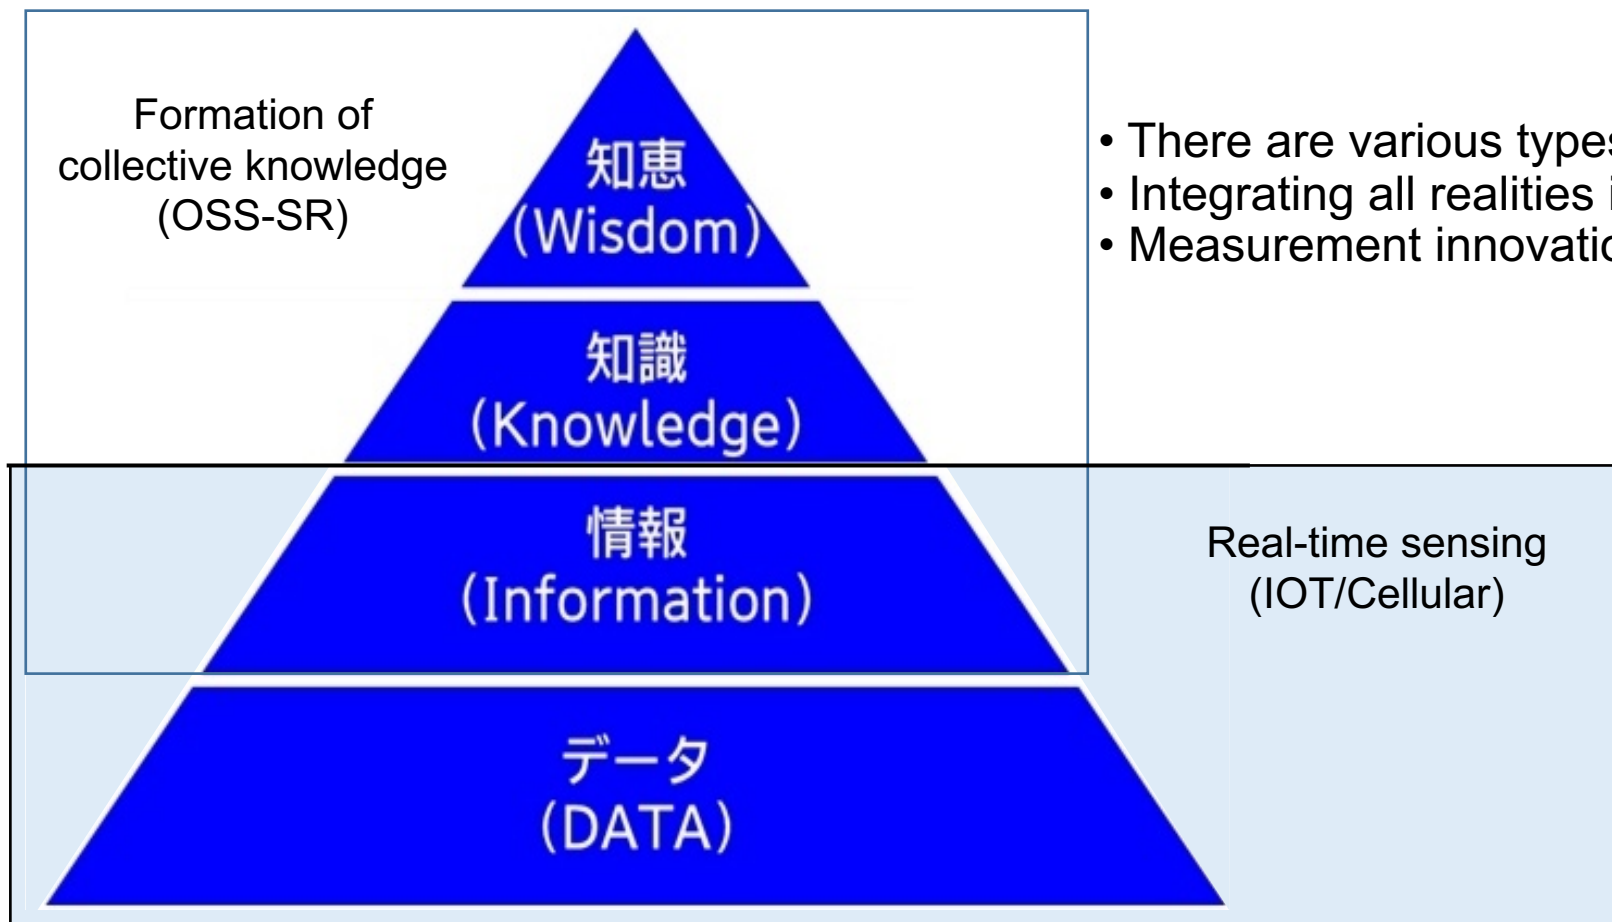 Formation of
collective knowledge
(OSS-SR)
知恵
(Wisdom)
知識
(Knowledge)
情報
(Information)
データ
(DATA)
• There are various types
• Integrating all realities
• Measurement
Real-time sensing
(IOT/Cellular)